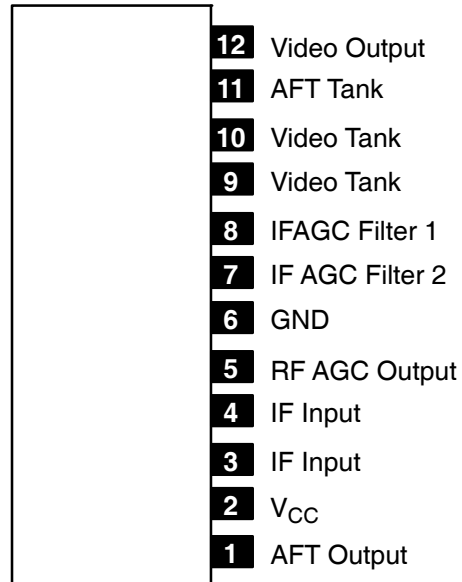 12 Video Output
11 AFT Tank
10 Video Tank
9 Video Tank
8 IFAGC Filter 1
7 IF AGC Filter 2
6 GND
5 RF AGC Output
4 IF Input
3 IF Input
2 VCC
1 AFT Output